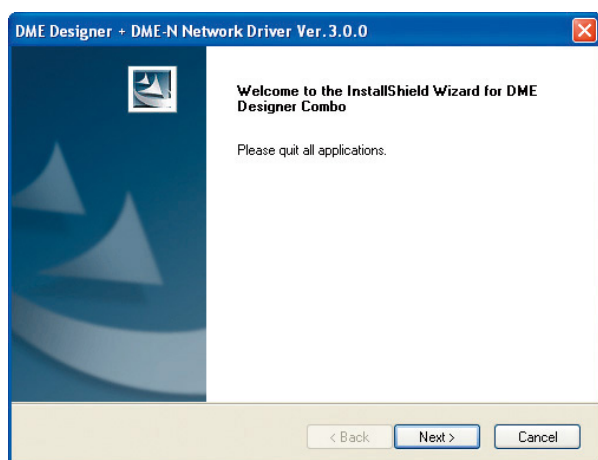 DME Designer + DME-N Network Driver Ver.3.0.0
Welcome to the InstallShield Wizard for DME
Designer Combo
Please quit all applications.
< Back
Next >
Cancel